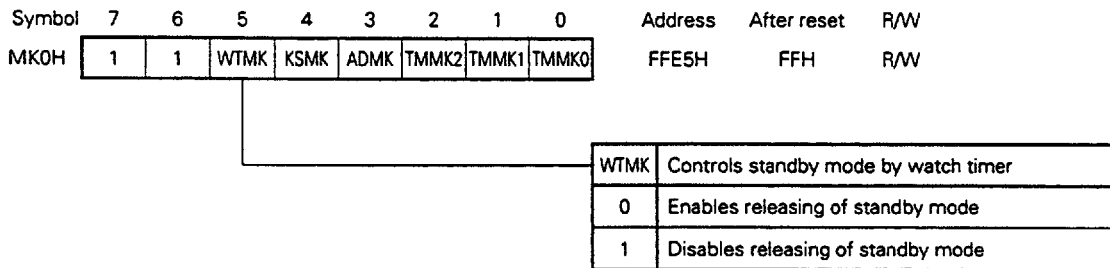 Symbol 7 6 5 4 3 2 1 0 Address After reset R/W
MK0H 1 1 WTMK KSMK ADMK TMMK2 TMMK1 TMMK0 FFE5H FFH R/W
WTMK Controls standby mode by watch timer
0 Enables releasing of standby mode
1 Disables releasing of standby mode